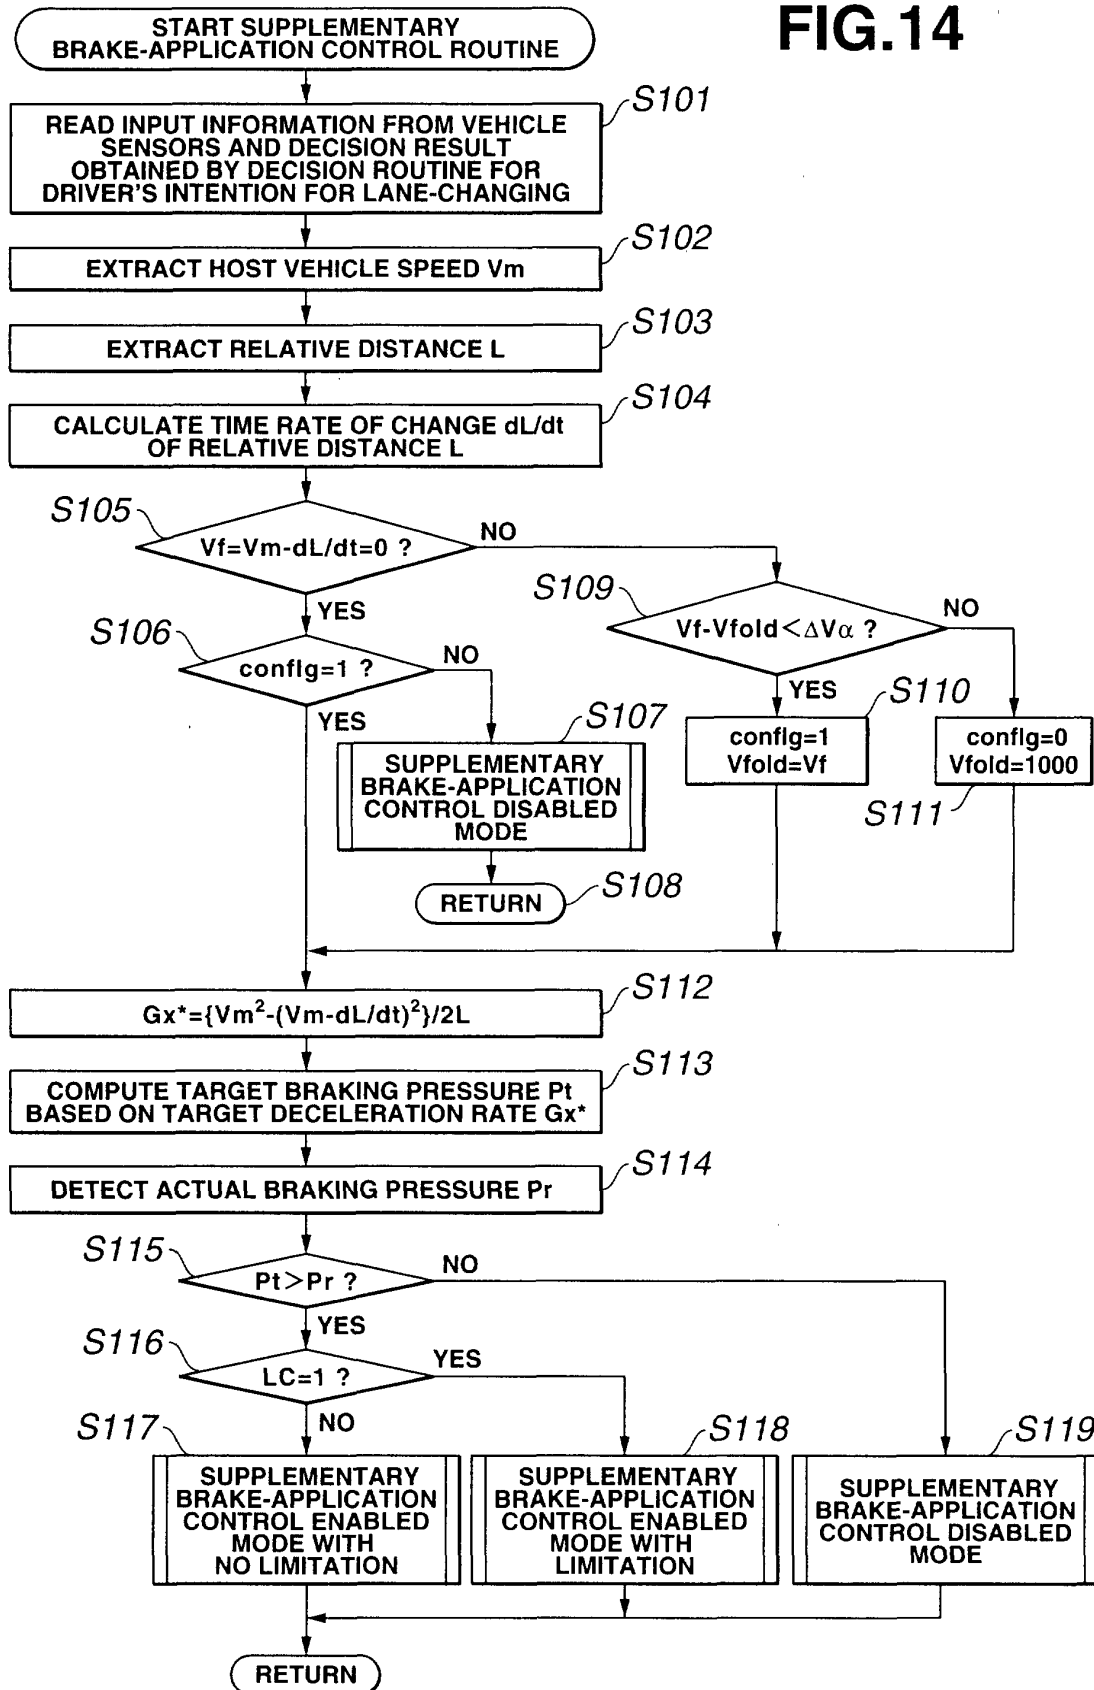 FIG.14
START SUPPLEMENTARY
BRAKE-APPLICATION CONTROL ROUTINE
S101
READ INPUT INFORMATION FROM VEHICLE
SENSORS AND DECISION RESULT
OBTAINED BY DECISION ROUTINE FOR
DRIVER'S INTENTION FOR LANE-CHANGING
S102
EXTRACT HOST VEHICLE SPEED Vm
S103
EXTRACT RELATIVE DISTANCE L
S104
CALCULATE TIME RATE OF CHANGE dL/dt
OF RELATIVE DISTANCE L
S105
Vf=Vm-dL/dt=0 ?
NO
YES
S109
Vf-Vfold<ΔVα ?
NO
YES
S106
conflg=1 ?
NO
YES
S107
SUPPLEMENTARY
BRAKE-APPLICATION
CONTROL DISABLED
MODE
S108
RETURN
S110
conflg=1
Vfold=Vf
conflg=0
Vfold=1000
S111
S112
Gx*={Vm²-(Vm-dL/dt)²}/2L
S113
COMPUTE TARGET BRAKING PRESSURE Pt
BASED ON TARGET DECELERATION RATE Gx*
S114
DETECT ACTUAL BRAKING PRESSURE Pr
S115
Pt>Pr ?
NO
YES
S116
LC=1 ?
YES
NO
S117
SUPPLEMENTARY
BRAKE-APPLICATION
CONTROL ENABLED
MODE WITH
NO LIMITATION
S118
SUPPLEMENTARY
BRAKE-APPLICATION
CONTROL ENABLED
MODE WITH
LIMITATION
S119
SUPPLEMENTARY
BRAKE-APPLICATION
CONTROL DISABLED
MODE
RETURN